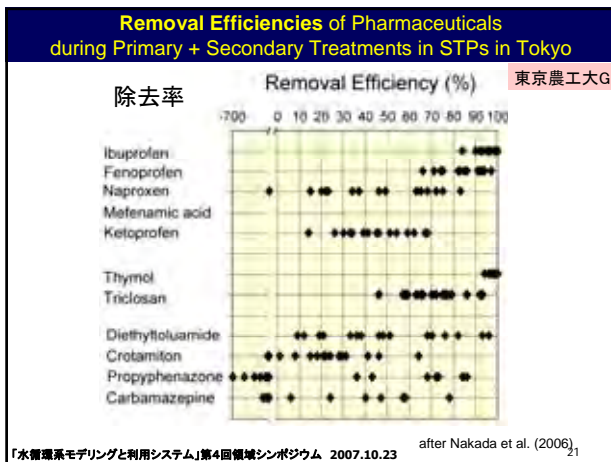 Removal Efficiencies of Pharmaceuticals
during Primary + Secondary Treatments in STPs in Tokyo
東京農工大G
除去率
Removal Efficiency (%)
-700 0 10 20 30 40 50 60 70 80 90 100
Ibuprofen
Fenoprofen
Naproxen
Mefenamic acid
Ketoprofen
Thymol
Triclosan
Diethyltoluamide
Crotamiton
Propyphenazone
Carbamazepine
after Nakada et al. (2006)
「水循環系モデリングと利用システム」第4回領域シンポジウム 2007.10.23
21